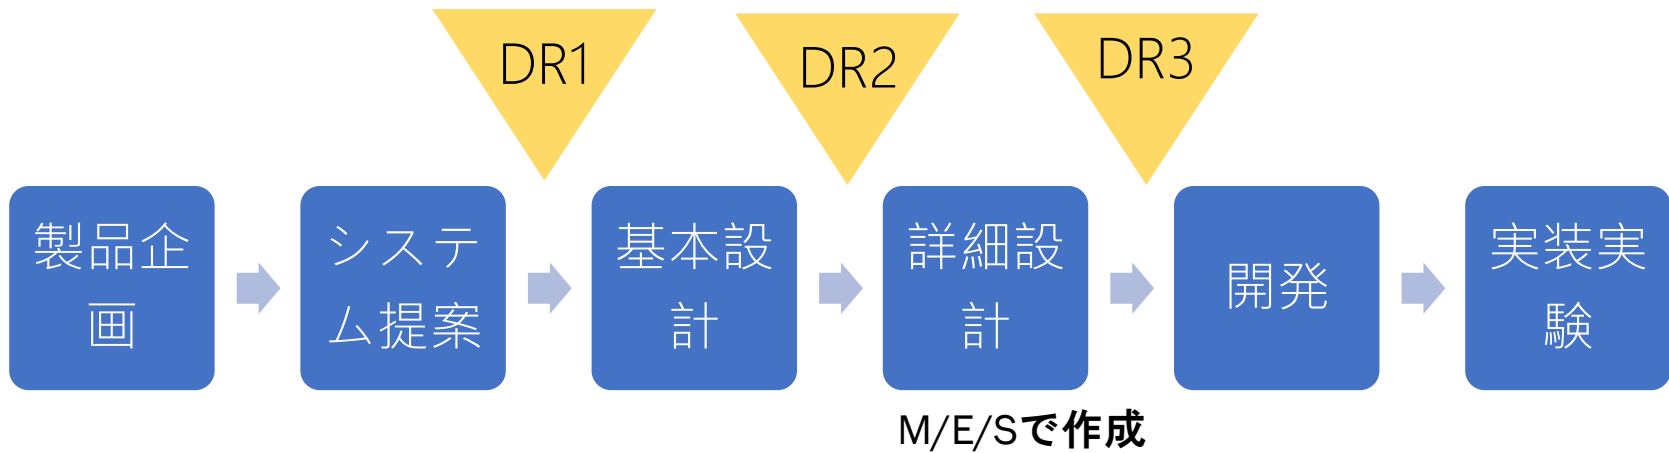 DR1
DR2
DR3
製品企
画
システ
ム提案
基本設
計
詳細設
計
開発
実装実
験
M/E/Sで作成